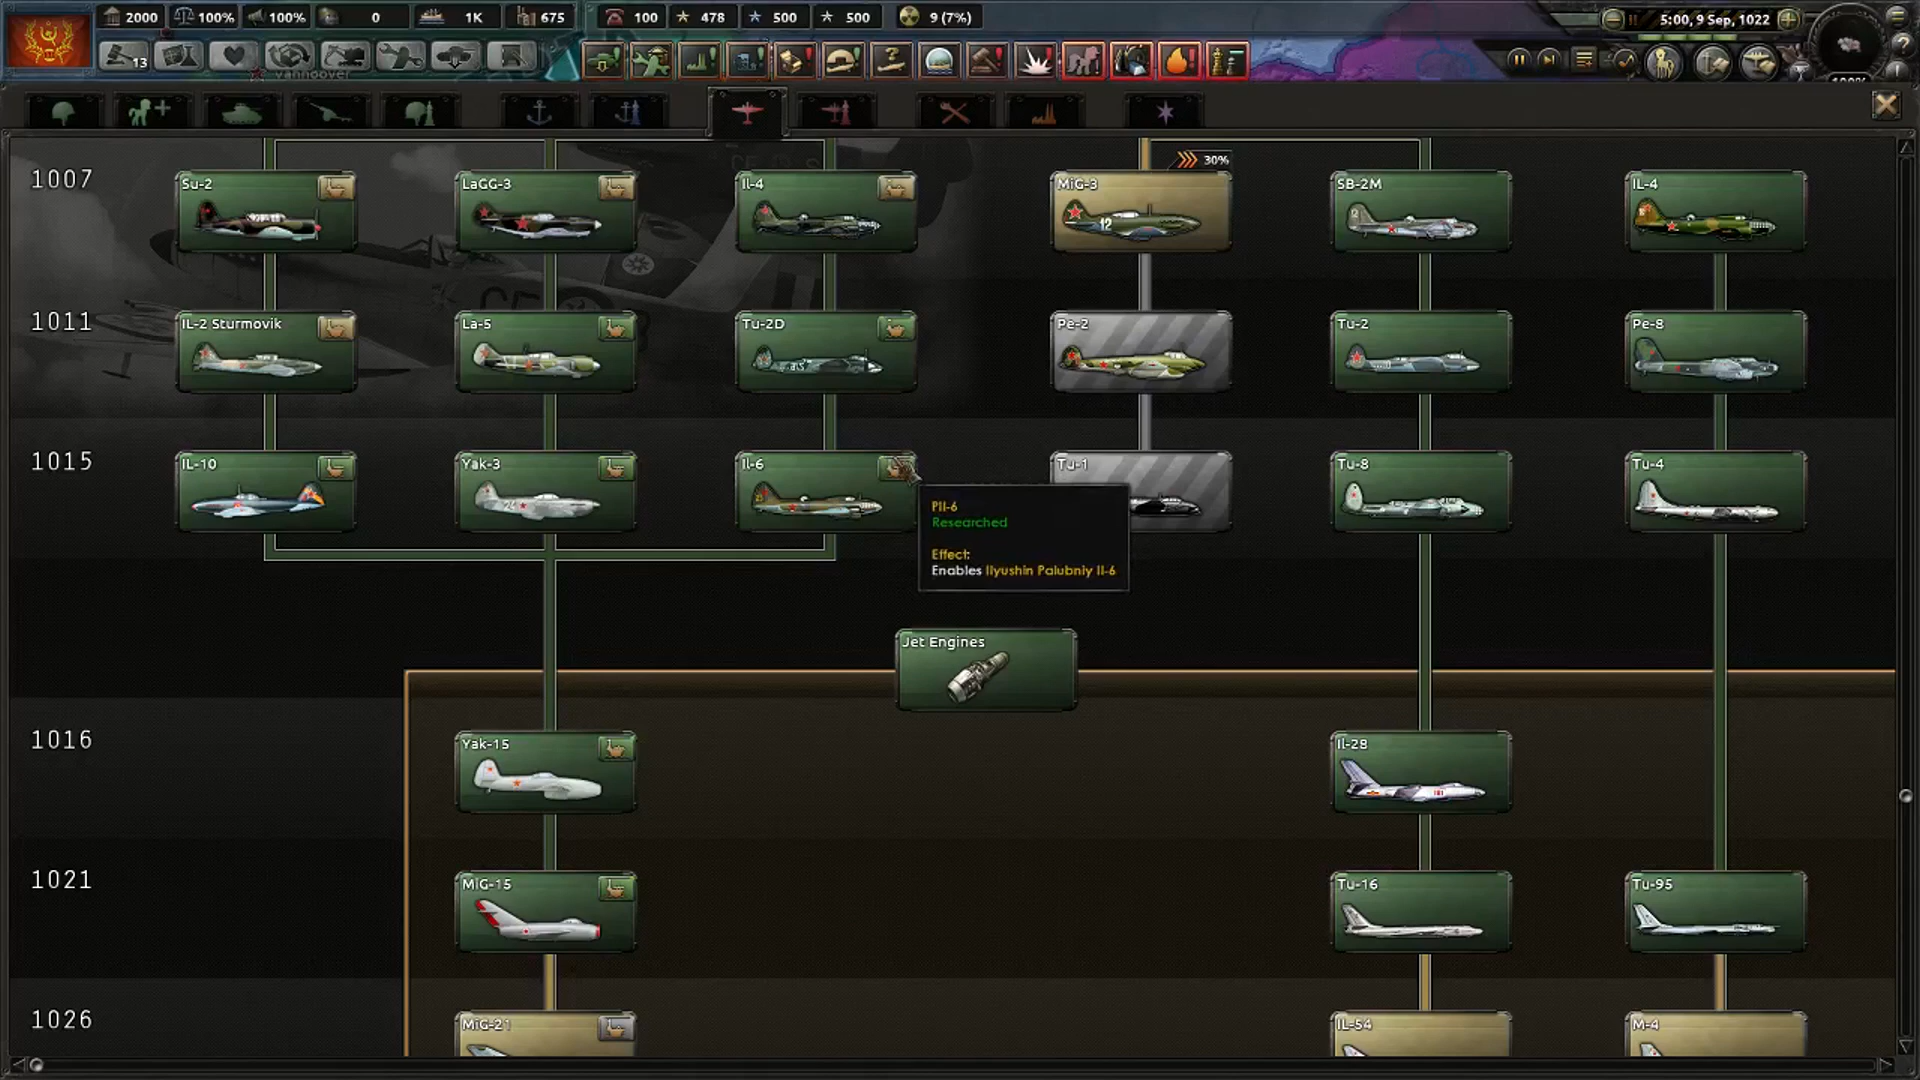 2000
100%
100%
0
1K
675
100
478
500
500
9 (7%)
5:00, 9 Sep, 1022
13
vanhoover
100%
30%
1007
Su-2
LaGG-3
Il-4
MiG-3
12
SB-2M
IL-4
1011
IL-2 Sturmovik
La-5
Tu-2D
Pe-2
Tu-2
Pe-8
1015
IL-10
Yak-3
Il-6
Tu-1
Tu-8
Tu-4
PIl-6
Researched
Effect:
Enables Ilyushin Palubniy Il-6
Jet Engines
1016
Yak-15
Il-28
1021
MiG-15
Tu-16
Tu-95
1026
MiG-21
IL-54
M-4